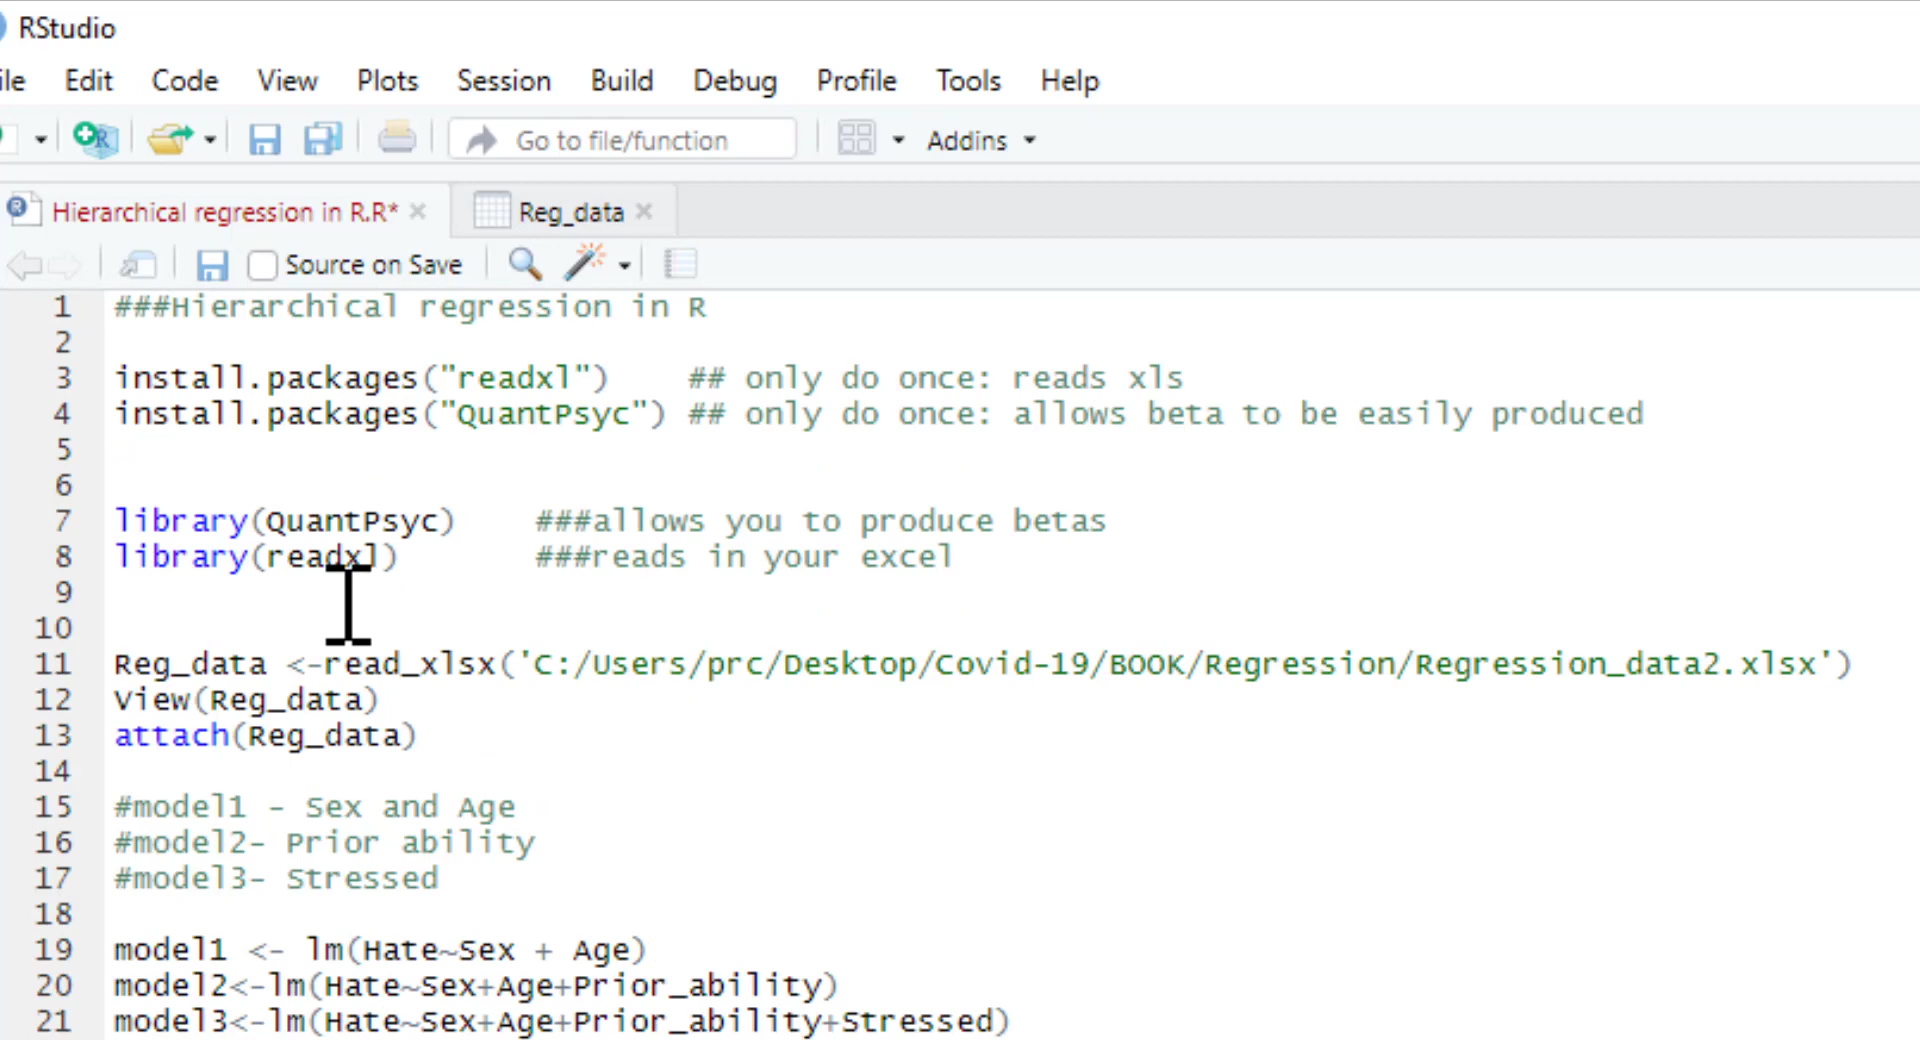 RStudio
ile Edit Code View Plots Session Build Debug Profile Tools Help
Go to file/function Addins
Hierarchical regression in R.R* Reg_data
Source on Save
1 ###Hierarchical regression in R
2
3 install.packages("readxl") ## only do once: reads xls
4 install.packages("QuantPsyc") ## only do once: allows beta to be easily produced
5
6
7 library(QuantPsyc) ###allows you to produce betas
8 library(readxl) ###reads in your excel
9
10
11 Reg_data <-read_xlsx('C:/Users/prc/Desktop/Covid-19/BOOK/Regression/Regression_data2.xlsx')
12 View(Reg_data)
13 attach(Reg_data)
14
15 #model1 - Sex and Age
16 #model2- Prior ability
17 #model3- Stressed
18
19 model1 <- lm(Hate~Sex + Age)
20 model2<-lm(Hate~Sex+Age+Prior_ability)
21 model3<-lm(Hate~Sex+Age+Prior_ability+Stressed)